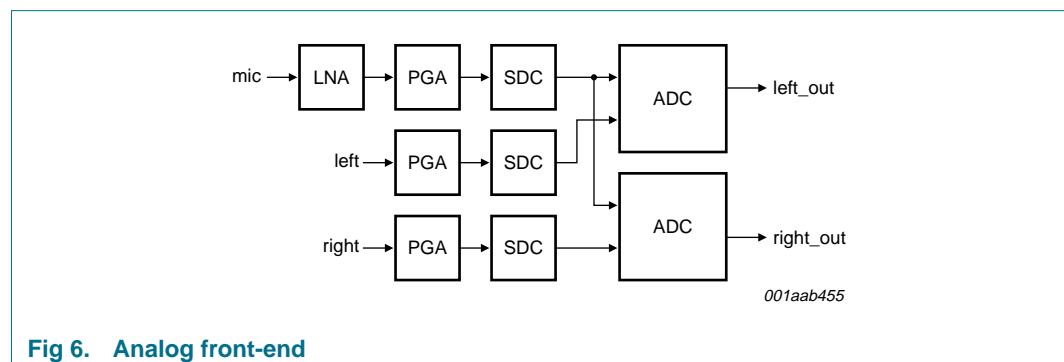 mic LNA PGA SDC ADC left_out
left PGA SDC
right PGA SDC ADC right_out
001aab455
Fig 6. Analog front-end